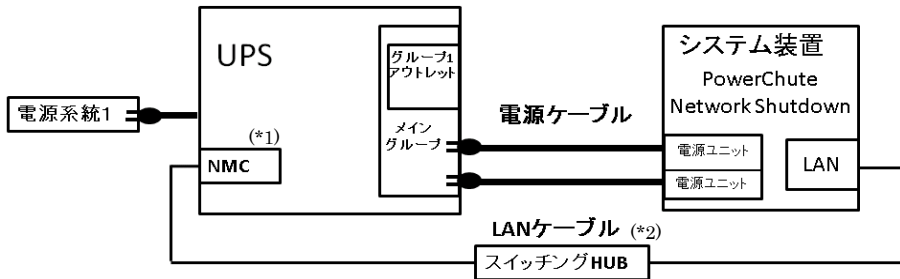 UPS
グループ1
アウトレット
システム装置
PowerChute
Network Shutdown
電源系統1
電源ケーブル
(*1)
メイン
グループ
NMC
電源ユニット
電源ユニット
LAN
LANケーブル (*2)
スイッチングHUB